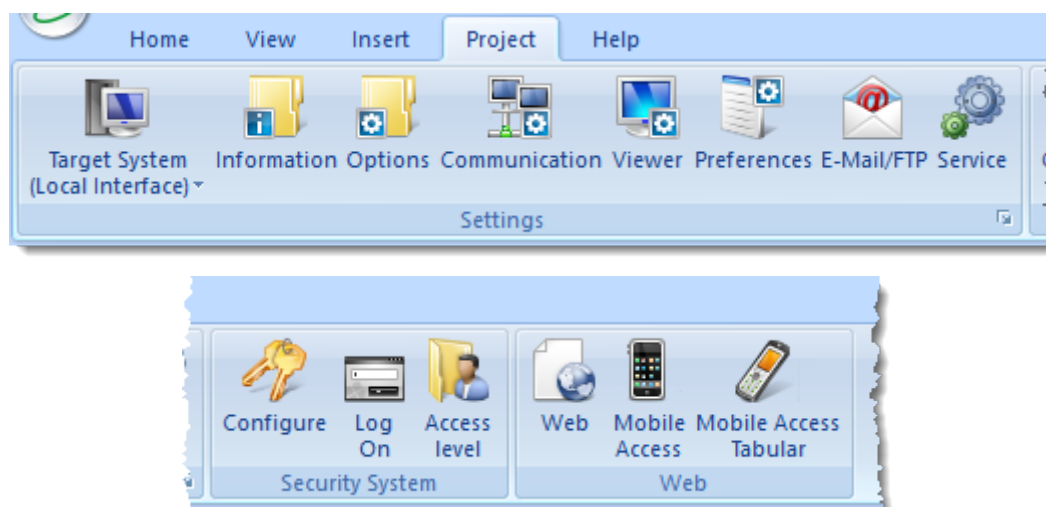 Home View Insert Project Help
Target System Information Options Communication Viewer Preferences E-Mail/FTP Service
(Local Interface)
Settings
Configure Log Access Web Mobile Mobile Access
On level Access Tabular
Security System Web